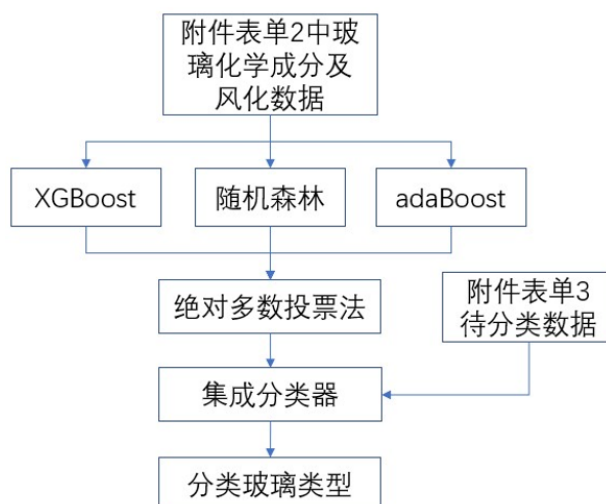 附件表单2中玻
璃化学成分及
风化数据
XGBoost
随机森林
adaBoost
绝对多数投票法
附件表单3
待分类数据
集成分类器
分类玻璃类型